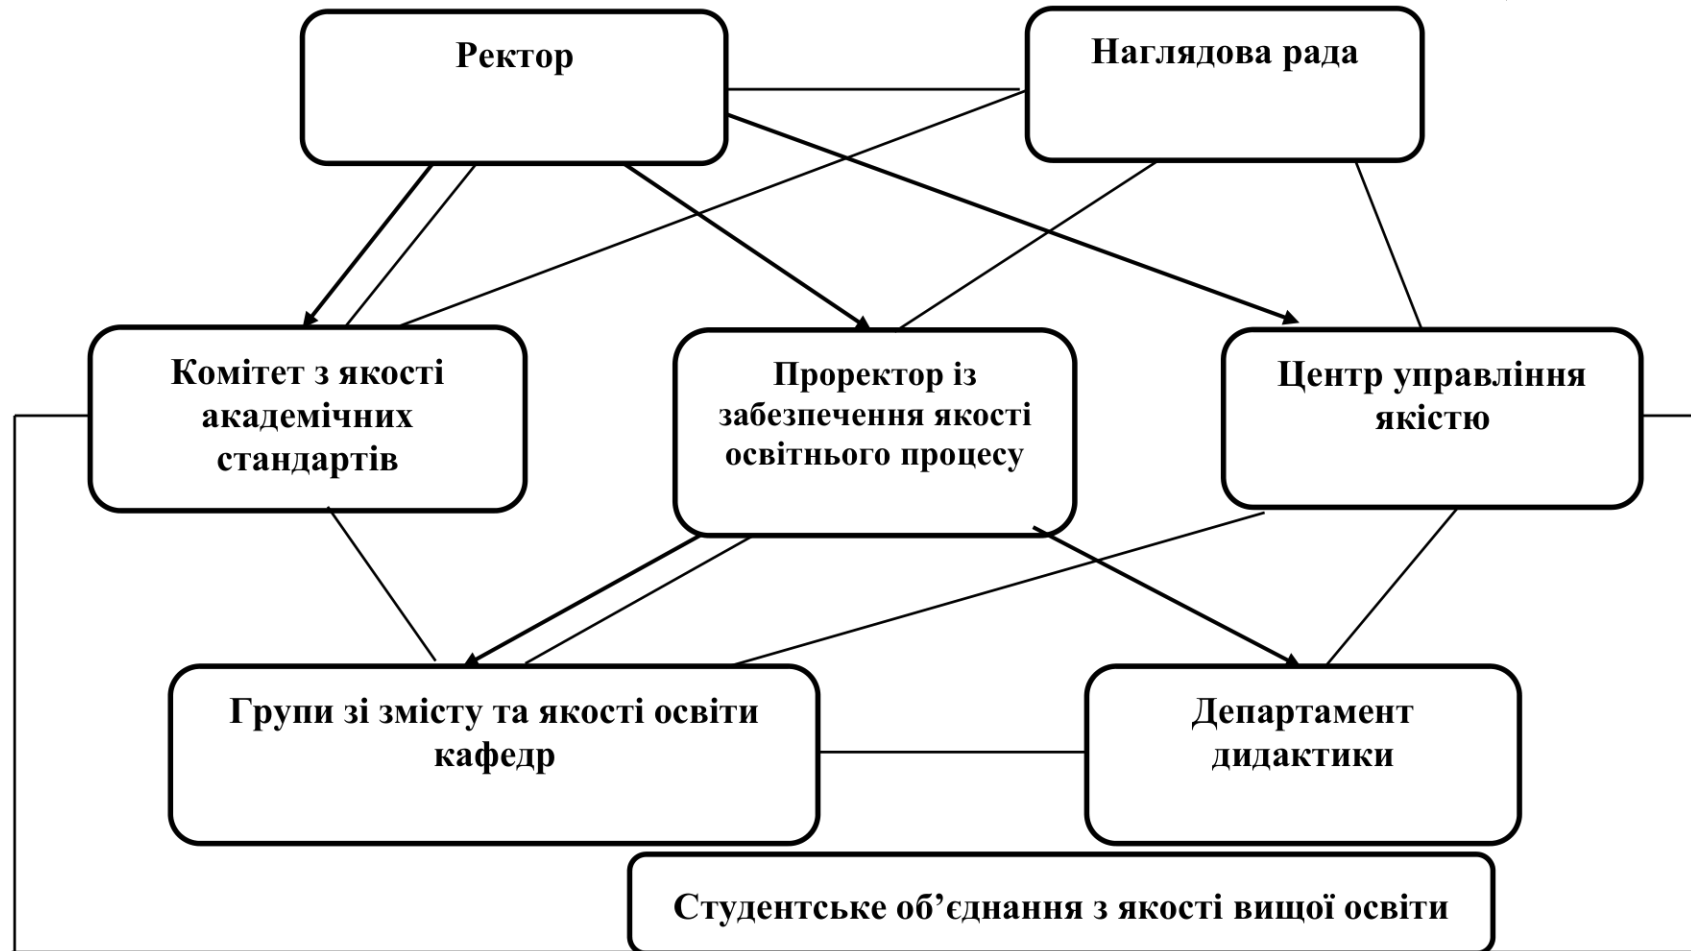 Ректор
Наглядова рада
Комітет з якості
академічних
стандартів
Проректор із
забезпечення якості
освітнього процесу
Центр управління
якістю
Групи зі змісту та якості освіти
кафедр
Департамент
дидактики
Студентське об’єднання з якості вищої освіти